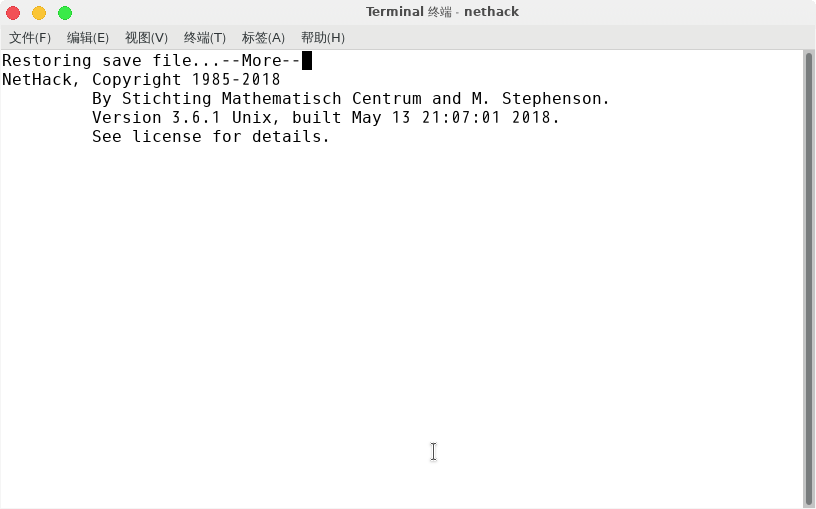 Terminal 终端 - nethack
文件(F) 编辑(E) 视图(V) 终端(T) 标签(A) 帮助(H)
Restoring save file...--More--
NetHack, Copyright 1985-2018
By Stichting Mathematisch Centrum and M. Stephenson.
Version 3.6.1 Unix, built May 13 21:07:01 2018.
See license for details.